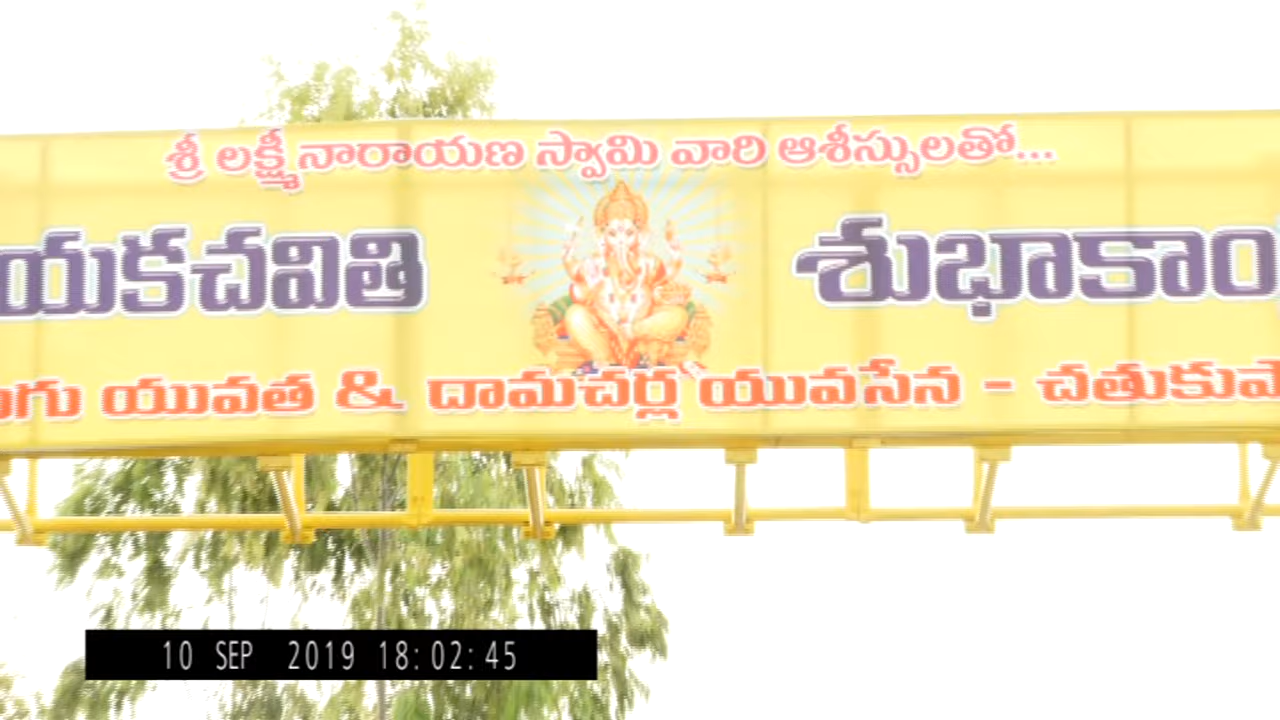 శ్రీ లక్ష్మీనారాయణ స్వామి వారి ఆశీస్సులతో...
యకచవితి శుభాకాం
గు యువత & దామచర్ల యువసేన - చతుకుపా
10 SEP 2019 18:02:45